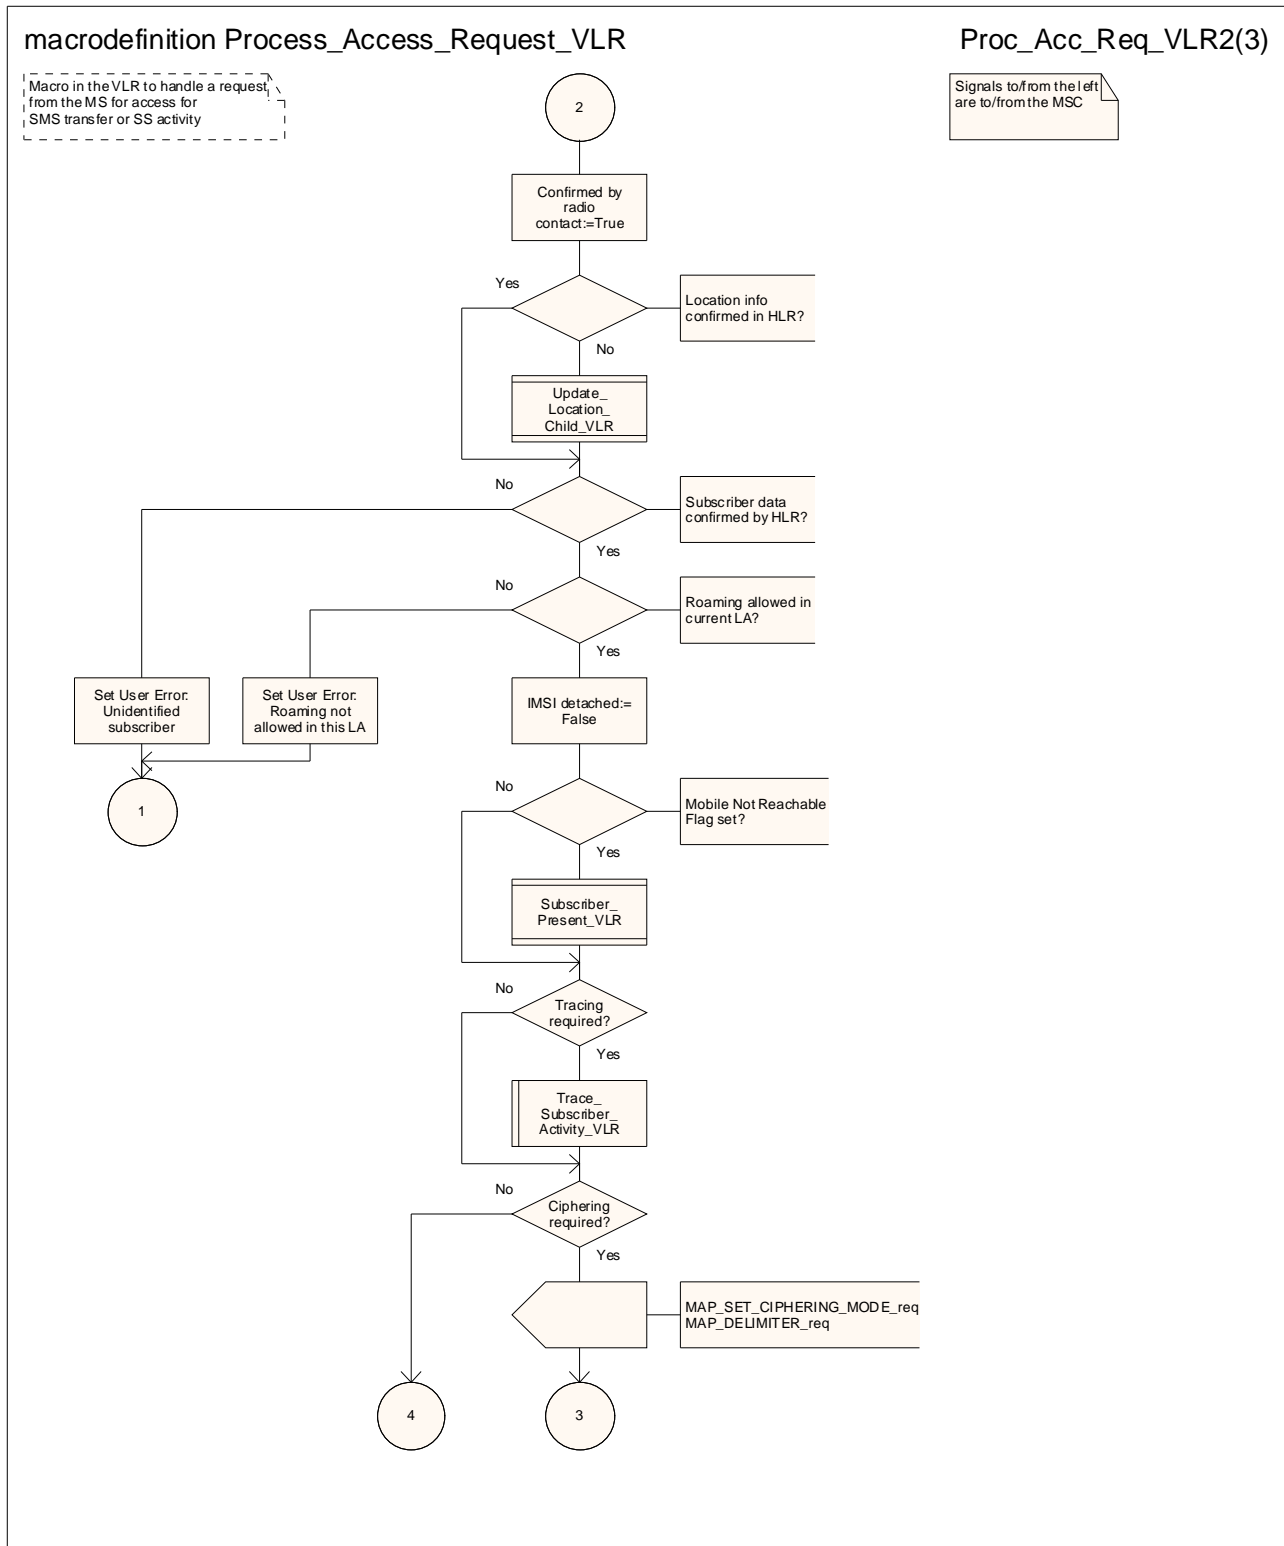 macrodefinition Process_Access_Request_VLR
Proc_Acc_Req_VLR2(3)
Macro in the VLR to handle a request
from the MS for access for
SMS transfer or SS activity
2
Signals to/from the left
are to/from the MSC
Confirmed by
radio
contact:=True
Yes
Location info
confirmed in HLR?
No
Update_
Location_
Child_VLR
No
Subscriber data
confirmed by HLR?
Yes
No
Roaming allowed in
current LA?
Yes
Set User Error:
Unidentified
subscriber
Set User Error:
Roaming not
allowed in this LA
IMSI detached:=
False
1
No
Mobile Not Reachable
Flag set?
Yes
Subscriber_
Present_VLR
No
Tracing
required?
Yes
Trace_
Subscriber_
Activity_VLR
No
Ciphering
required?
Yes
MAP_SET_CIPHERING_MODE_req
MAP_DELIMITER_req
4
3